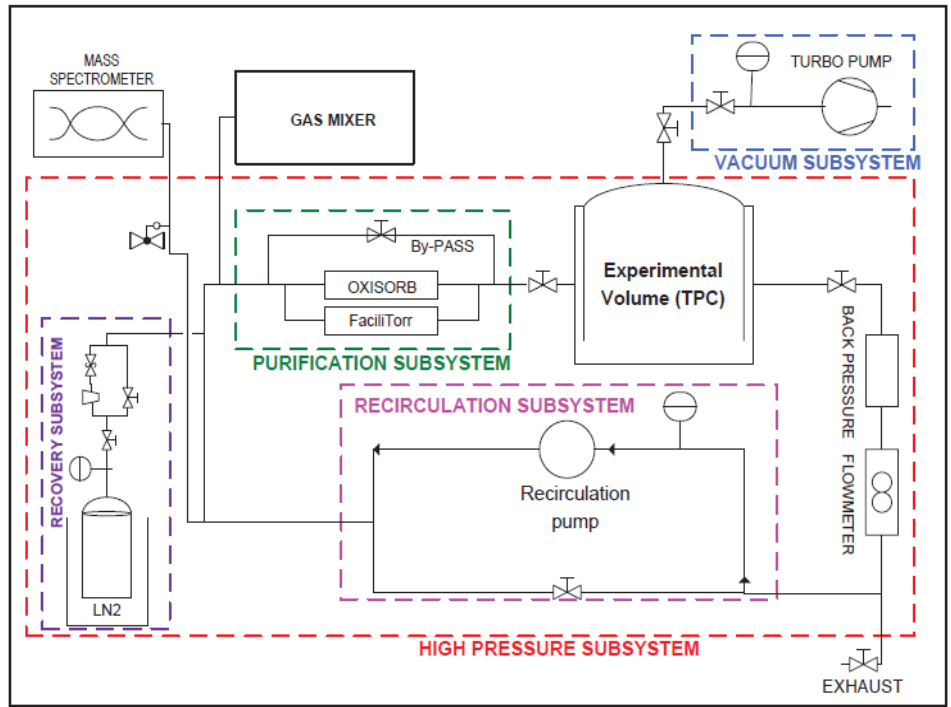 MASS
SPECTROMETER
GAS MIXER
TURBO PUMP
VACUUM SUBSYSTEM
By-PASS
OXISORB
FaciliTorr
PURIFICATION SUBSYSTEM
Experimental
Volume (TPC)
BACK PRESSURE
FLOWMETER
RECOVERY SUBSYSTEM
LN2
RECIRCULATION SUBSYSTEM
Recirculation
pump
HIGH PRESSURE SUBSYSTEM
EXHAUST